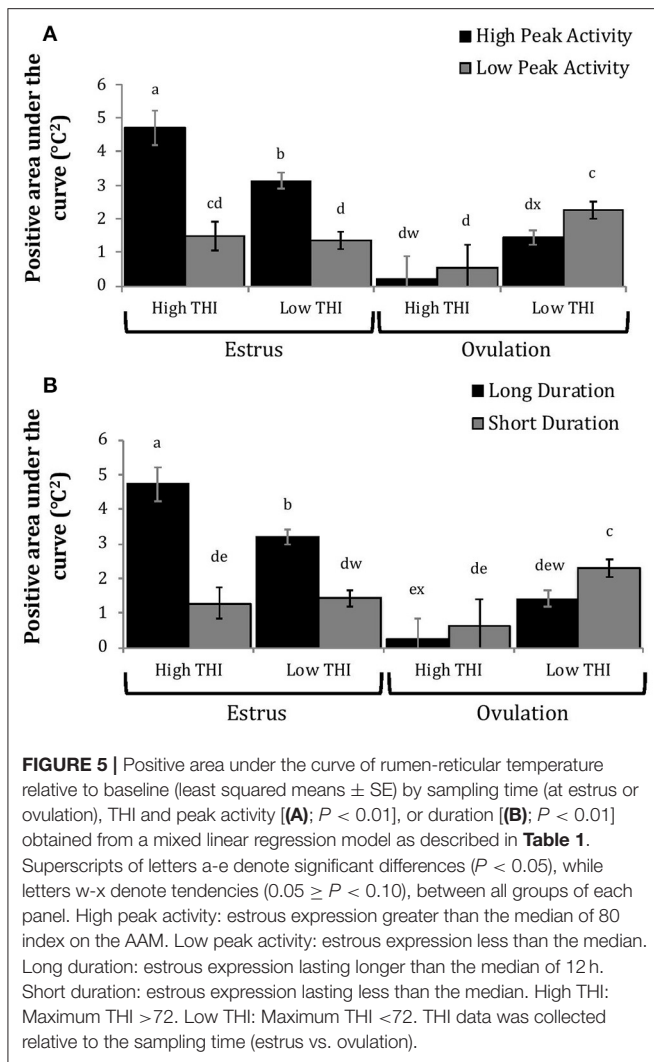 A
High Peak Activity
Low Peak Activity
Positive area under the
curve (°C²)
6
5
4
3
2
1
0
a
cd
b
d
dw
d
dx
c
High THI
Low THI
High THI
Low THI
Estrus
Ovulation
B
Long Duration
Short Duration
Positive area under the
curve (°C²)
6
5
4
3
2
1
0
a
de
b
dw
ex
de
dew
c
High THI
Low THI
High THI
Low THI
Estrus
Ovulation
FIGURE 5 | Positive area under the curve of rumen-reticular temperature
relative to baseline (least squared means ± SE) by sampling time (at estrus or
ovulation), THI and peak activity [(A); P < 0.01], or duration [(B); P < 0.01]
obtained from a mixed linear regression model as described in Table 1.
Superscripts of letters a-e denote significant differences (P < 0.05), while
letters w-x denote tendencies (0.05 ≥ P < 0.10), between all groups of each
panel. High peak activity: estrous expression greater than the median of 80
index on the AAM. Low peak activity: estrous expression less than the median.
Long duration: estrous expression lasting longer than the median of 12 h.
Short duration: estrous expression lasting less than the median. High THI:
Maximum THI >72. Low THI: Maximum THI <72. THI data was collected
relative to the sampling time (estrus vs. ovulation).